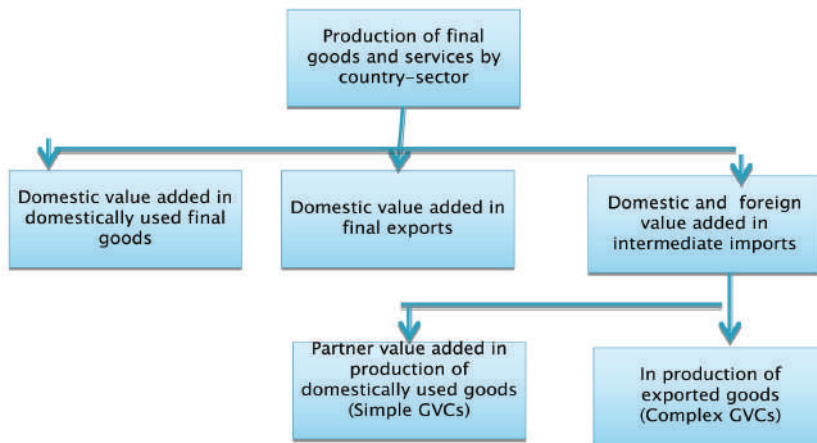 Production of final
goods and services by
country-sector
Domestic value added in
domestically used final
goods
Domestic value added in
final exports
Domestic and foreign
value added in
intermediate imports
Partner value added in
production of
domestically used goods
(Simple GVCs)
In production of
exported goods
(Complex GVCs)